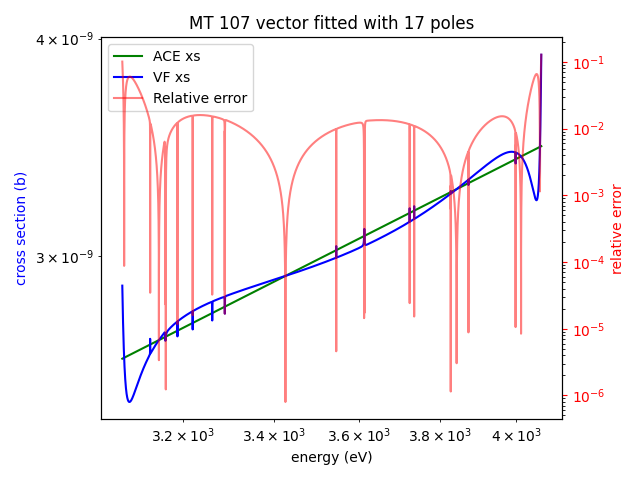 MT 107 vector fitted with 17 poles
ACE xs
VF xs
Relative error
4 × 10⁻⁹
3 × 10⁻⁹
cross section (b)
10⁻¹
10⁻²
10⁻³
10⁻⁴
10⁻⁵
10⁻⁶
relative error
3.2 × 10³ 3.4 × 10³ 3.6 × 10³ 3.8 × 10³ 4 × 10³
energy (eV)